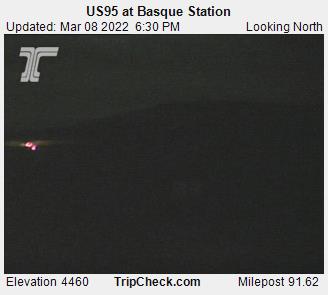 US95 at Basque Station
Updated: Mar 08 2022 6:30 PM Looking North
Elevation 4460 TripCheck.com Milepost 91.62